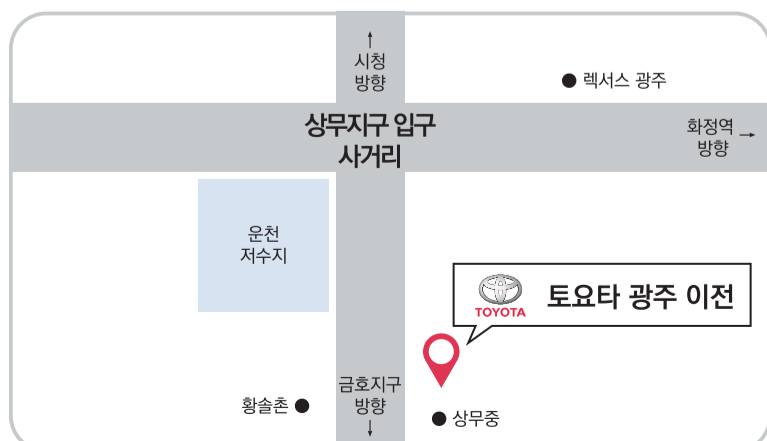 ↑
시청
방향
● 렉서스 광주
상무지구 입구
사거리
화정역 →
방향
운천
저수지
TOYOTA
토요타 광주 이전
금호지구
방향
↓
황솔촌 ●
● 상무중